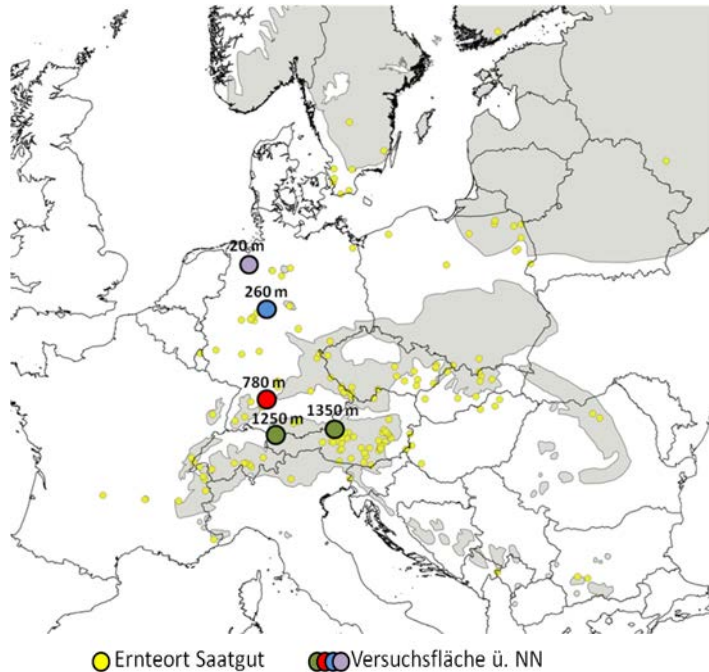 20 m
260 m
780 m
1250 m
1350 m
Ernteort Saatgut
Versuchsfläche ü. NN